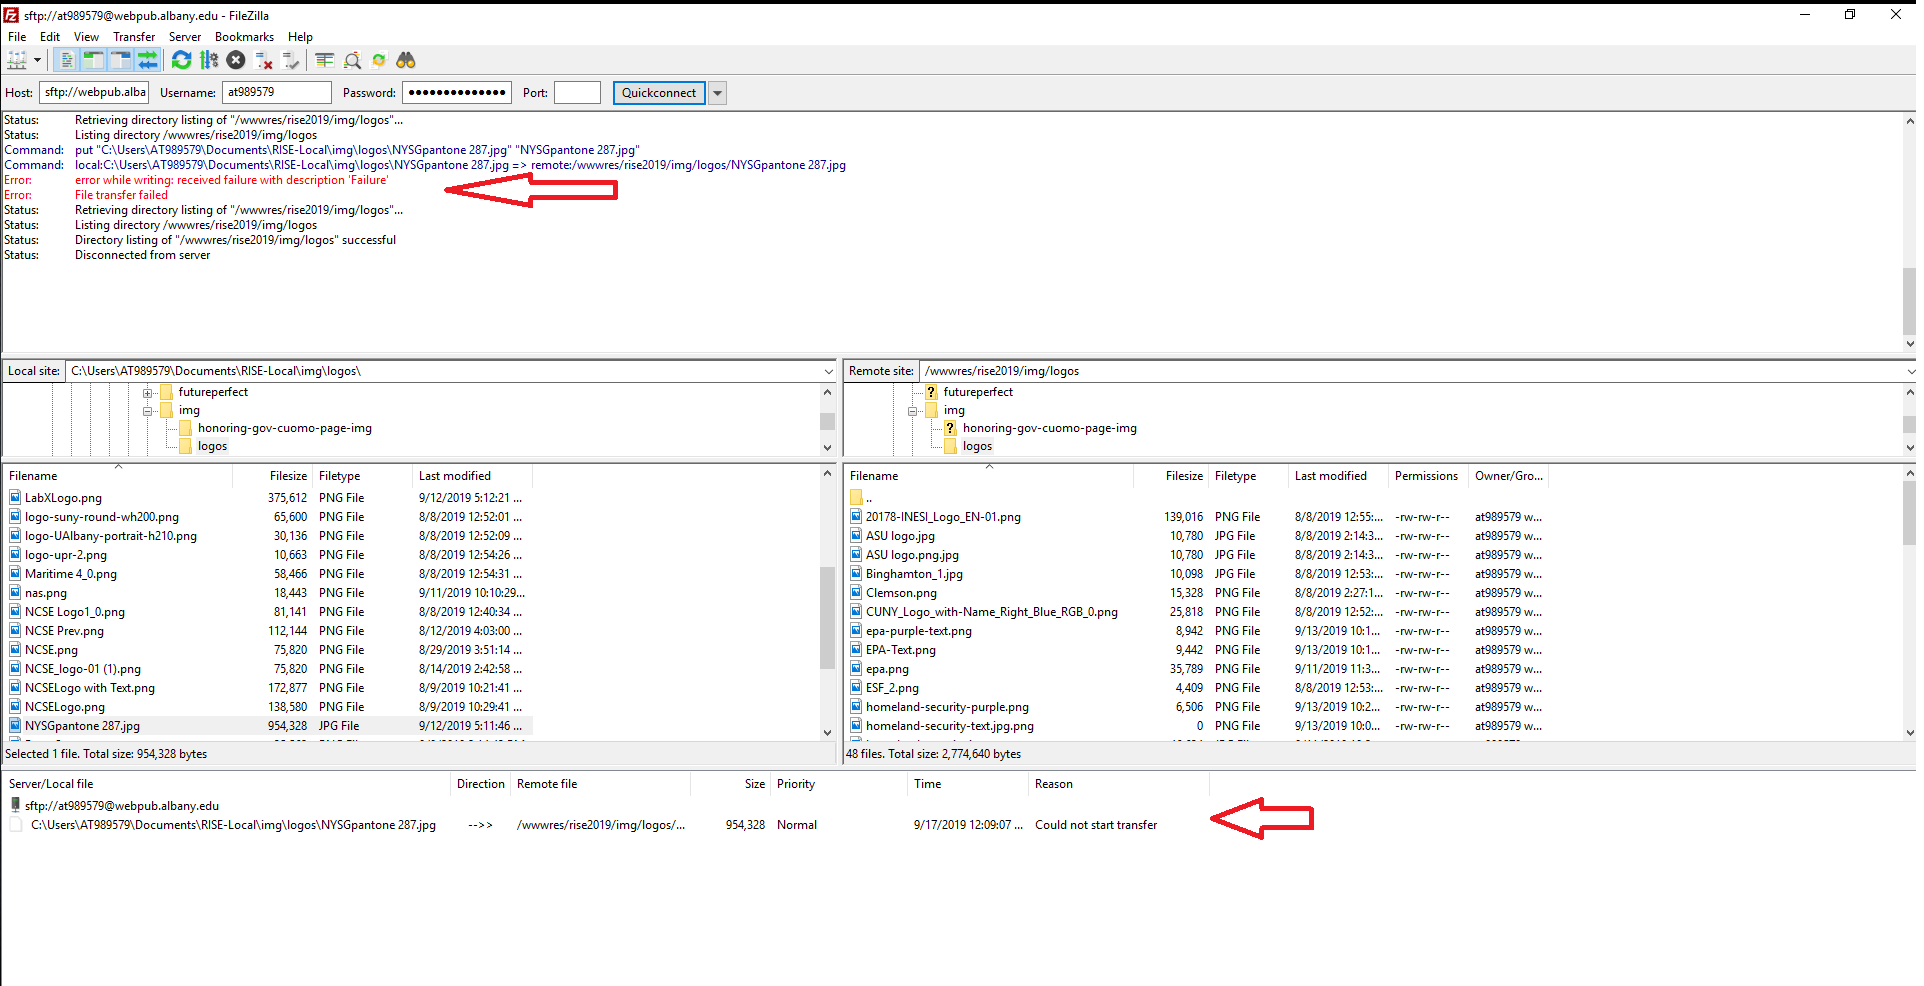 sftp://at989579@webpub.albany.edu - FileZilla
File Edit View Transfer Server Bookmarks Help
Host: sftp://webpub.alba Username: at989579 Password: ●●●●●●●●●●●●●● Port: Quickconnect
Status: Retrieving directory listing of "/wwwres/rise2019/img/logos"...
Status: Listing directory /wwwres/rise2019/img/logos
Command: put "C:\Users\AT989579\Documents\RISE-Local\img\logos\NYSGpantone 287.jpg" "NYSGpantone 287.jpg"
Command: local:C:\Users\AT989579\Documents\RISE-Local\img\logos\NYSGpantone 287.jpg => remote:/wwwres/rise2019/img/logos/NYSGpantone 287.jpg
Error: error while writing: received failure with description 'Failure'
Error: File transfer failed
Status: Retrieving directory listing of "/wwwres/rise2019/img/logos"...
Status: Listing directory /wwwres/rise2019/img/logos
Status: Directory listing of "/wwwres/rise2019/img/logos" successful
Status: Disconnected from server
Local site: C:\Users\AT989579\Documents\RISE-Local\img\logos\
futureperfect
img
honoring-gov-cuomo-page-img
logos
Filename Filesize Filetype Last modified
LabXLogo.png 375,612 PNG File 9/12/2019 5:12:21 ...
logo-suny-round-wh200.png 65,600 PNG File 8/8/2019 12:52:01 ...
logo-UAlbany-portrait-h210.png 30,136 PNG File 8/8/2019 12:52:09 ...
logo-upr-2.png 10,663 PNG File 8/8/2019 12:54:26 ...
Maritime 4_0.png 58,466 PNG File 8/8/2019 12:54:31 ...
nas.png 18,443 PNG File 9/11/2019 10:10:29...
NCSE Logo1_0.png 81,141 PNG File 8/8/2019 12:40:34 ...
NCSE Prev.png 112,144 PNG File 8/12/2019 4:03:00 ...
NCSE.png 75,820 PNG File 8/29/2019 3:51:14 ...
NCSE_logo-01 (1).png 75,820 PNG File 8/14/2019 2:42:58 ...
NCSELogo with Text.png 172,877 PNG File 8/9/2019 10:21:41 ...
NCSELogo.png 138,580 PNG File 8/9/2019 10:29:41 ...
NYSGpantone 287.jpg 954,328 JPG File 9/12/2019 5:11:46 ...
Selected 1 file. Total size: 954,328 bytes
Remote site: /wwwres/rise2019/img/logos
futureperfect
img
honoring-gov-cuomo-page-img
logos
Filename Filesize Filetype Last modified Permissions Owner/Gro...
..
20178-INESI_Logo_EN-01.png 139,016 PNG File 8/8/2019 12:55:... -rw-rw-r-- at989579 w...
ASU logo.jpg 10,780 JPG File 8/8/2019 2:14:3... -rw-rw-r-- at989579 w...
ASU logo.png.jpg 10,780 JPG File 8/8/2019 2:14:3... -rw-rw-r-- at989579 w...
Binghamton_1.jpg 10,098 JPG File 8/8/2019 12:53:... -rw-rw-r-- at989579 w...
Clemson.png 15,328 PNG File 8/8/2019 2:27:1... -rw-rw-r-- at989579 w...
CUNY_Logo_with-Name_Right_Blue_RGB_0.png 25,818 PNG File 8/8/2019 12:52:... -rw-rw-r-- at989579 w...
epa-purple-text.png 8,942 PNG File 9/13/2019 10:1... -rw-rw-r-- at989579 w...
EPA-Text.png 9,442 PNG File 9/13/2019 10:1... -rw-rw-r-- at989579 w...
epa.png 35,789 PNG File 9/11/2019 11:3... -rw-rw-r-- at989579 w...
ESF_2.png 4,409 PNG File 8/8/2019 12:53:... -rw-rw-r-- at989579 w...
homeland-security-purple.png 6,506 PNG File 9/13/2019 10:2... -rw-rw-r-- at989579 w...
homeland-security-text.jpg.png 0 PNG File 9/13/2019 10:0... -rw-rw-r-- at989579 w...
48 files. Total size: 2,774,640 bytes
Server/Local file Direction Remote file Size Priority Time Reason
sftp://at989579@webpub.albany.edu
C:\Users\AT989579\Documents\RISE-Local\img\logos\NYSGpantone 287.jpg -->> /wwwres/rise2019/img/logos/... 954,328 Normal 9/17/2019 12:09:07 ... Could not start transfer